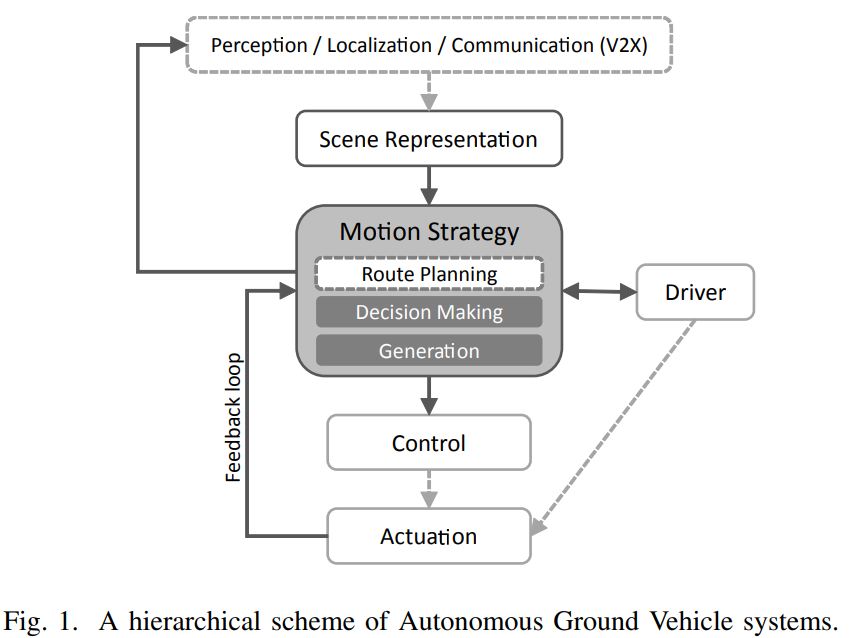 Perception / Localization / Communication (V2X)
Scene Representation
Motion Strategy
Route Planning
Decision Making
Generation
Driver
Feedback loop
Control
Actuation
Fig. 1. A hierarchical scheme of Autonomous Ground Vehicle systems.